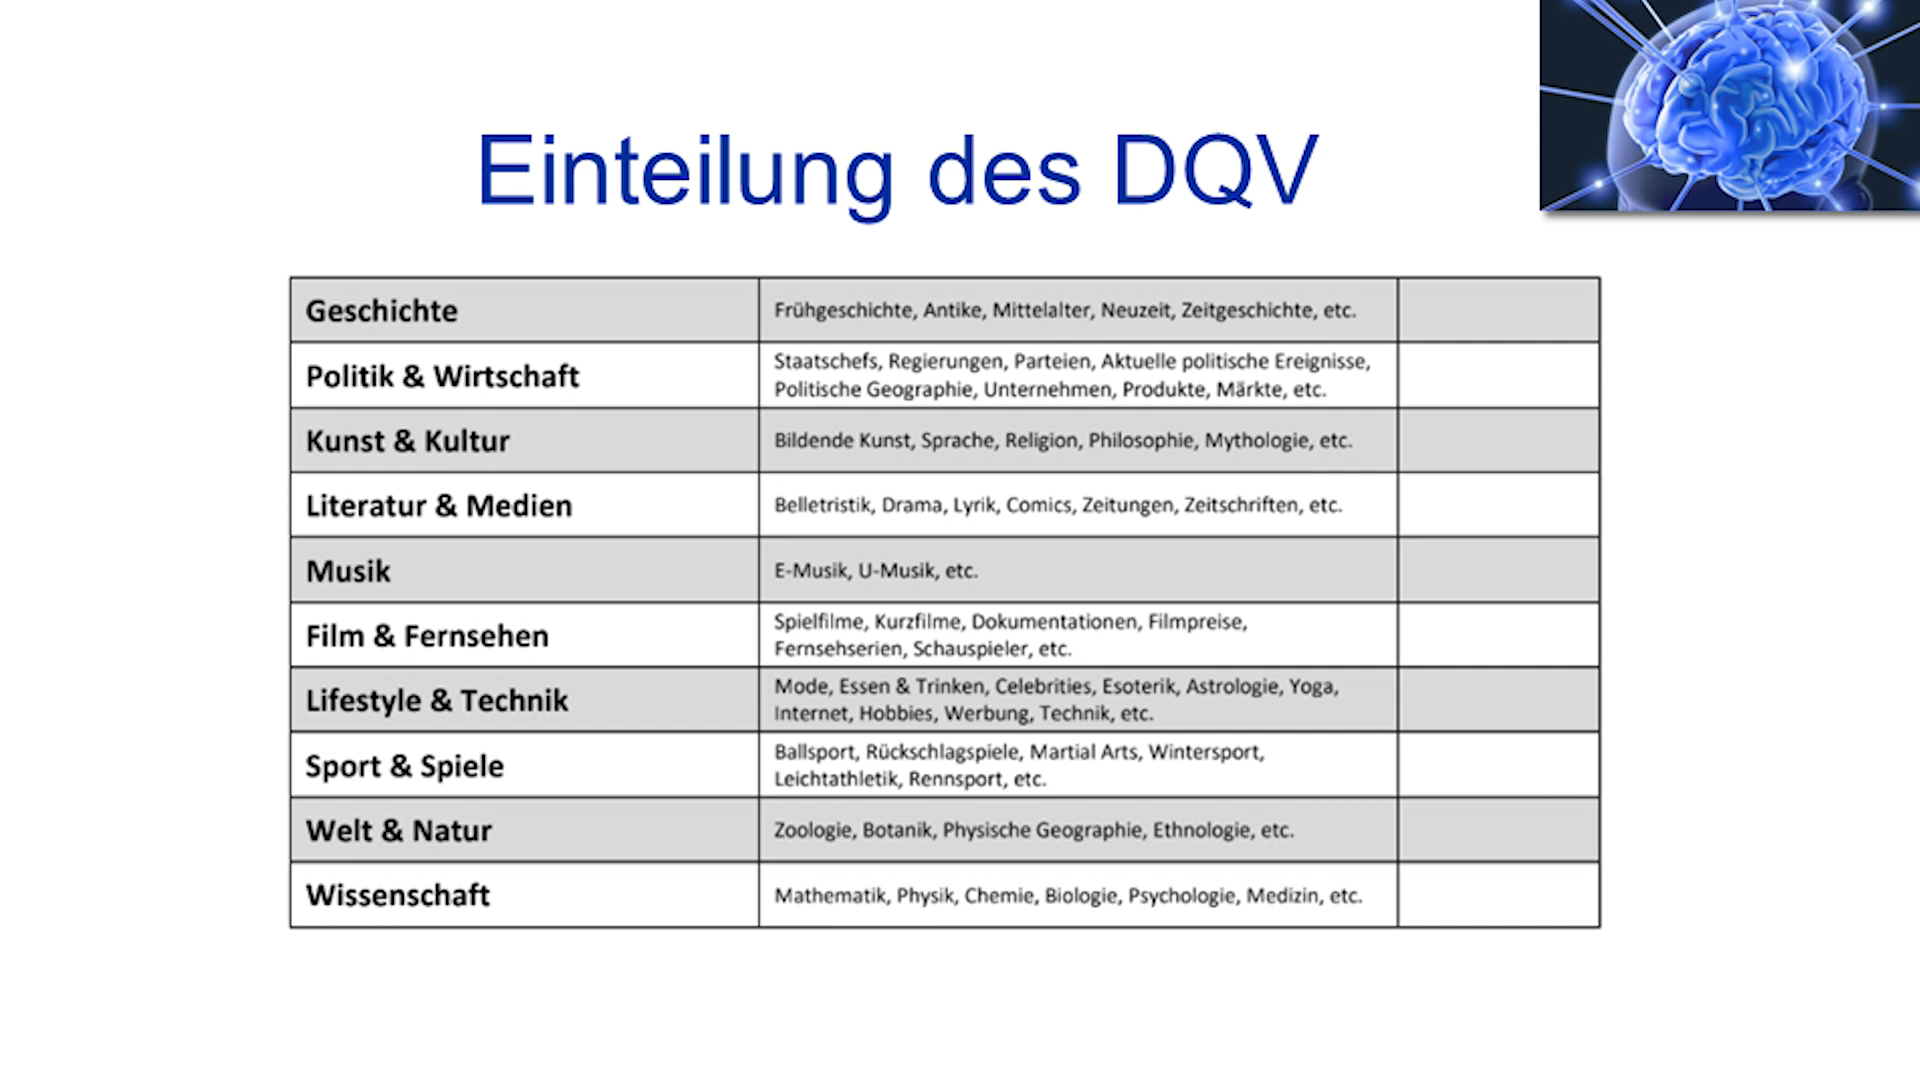 Einteilung des DQV
Geschichte
Frühgeschichte, Antike, Mittelalter, Neuzeit, Zeitgeschichte, etc.
Politik & Wirtschaft
Staatschefs, Regierungen, Parteien, Aktuelle politische Ereignisse,
Politische Geographie, Unternehmen, Produkte, Märkte, etc.
Kunst & Kultur
Bildende Kunst, Sprache, Religion, Philosophie, Mythologie, etc.
Literatur & Medien
Belletristik, Drama, Lyrik, Comics, Zeitungen, Zeitschriften, etc.
Musik
E-Musik, U-Musik, etc.
Film & Fernsehen
Spielfilme, Kurzfilme, Dokumentationen, Filmpreise,
Fernsehserien, Schauspieler, etc.
Lifestyle & Technik
Mode, Essen & Trinken, Celebrities, Esoterik, Astrologie, Yoga,
Internet, Hobbies, Werbung, Technik, etc.
Sport & Spiele
Ballsport, Rückschlagspiele, Martial Arts, Wintersport,
Leichtathletik, Rennsport, etc.
Welt & Natur
Zoologie, Botanik, Physische Geographie, Ethnologie, etc.
Wissenschaft
Mathematik, Physik, Chemie, Biologie, Psychologie, Medizin, etc.